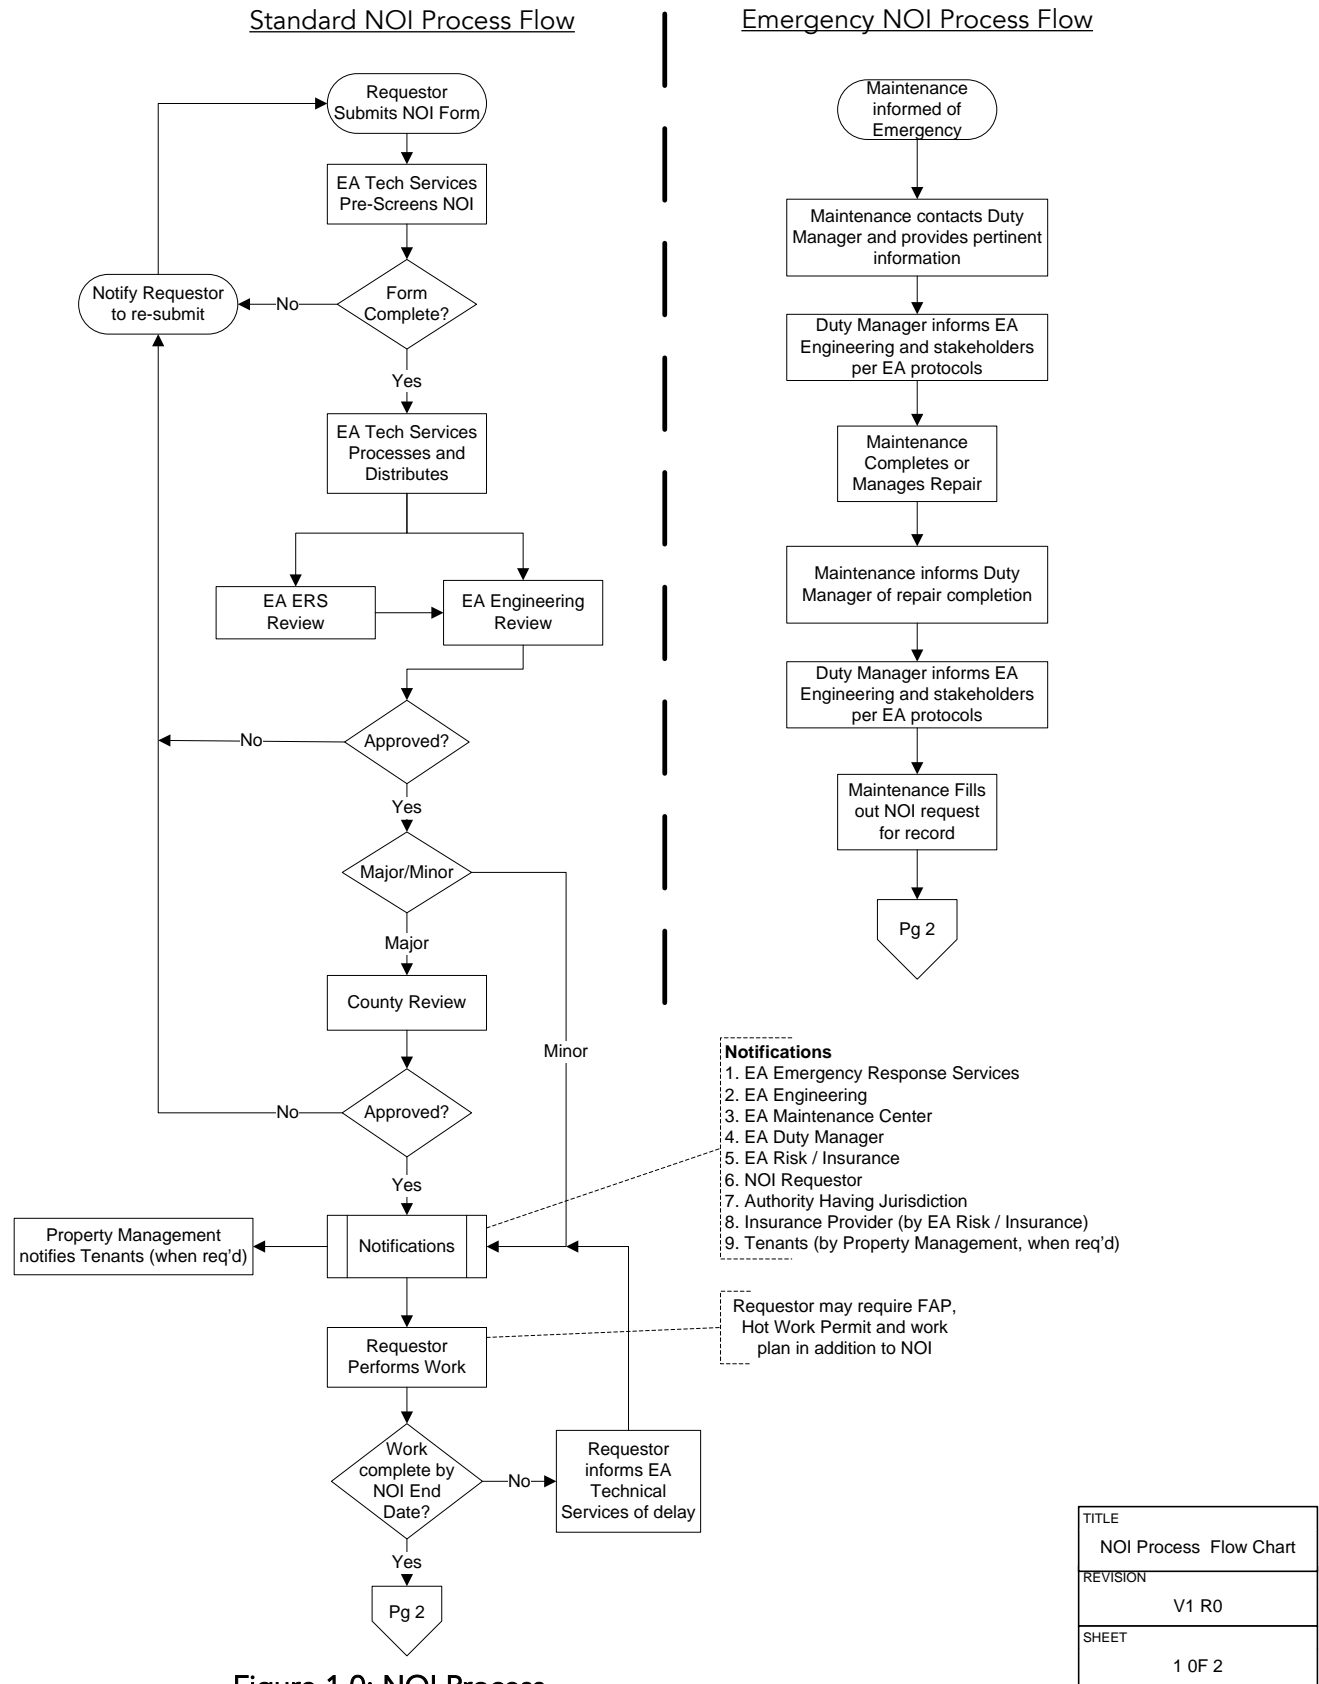 Standard NOI Process Flow
Requestor
Submits NOI Form
EA Tech Services
Pre-Screens NOI
Form
Complete?
No
Notify Requestor
to re-submit
Yes
EA Tech Services
Processes and
Distributes
EA ERS
Review
EA Engineering
Review
Approved?
No
Yes
Major/Minor
Major
Minor
County Review
Approved?
No
Yes
Notifications
Property Management
notifies Tenants (when req'd)
Requestor
Performs Work
Work
complete by
NOI End
Date?
No
Requestor
informs EA
Technical
Services of delay
Yes
Pg 2
Emergency NOI Process Flow
Maintenance
informed of
Emergency
Maintenance contacts Duty
Manager and provides pertinent
information
Duty Manager informs EA
Engineering and stakeholders
per EA protocols
Maintenance
Completes or
Manages Repair
Maintenance informs Duty
Manager of repair completion
Duty Manager informs EA
Engineering and stakeholders
per EA protocols
Maintenance Fills
out NOI request
for record
Pg 2
Notifications
1. EA Emergency Response Services
2. EA Engineering
3. EA Maintenance Center
4. EA Duty Manager
5. EA Risk / Insurance
6. NOI Requestor
7. Authority Having Jurisdiction
8. Insurance Provider (by EA Risk / Insurance)
9. Tenants (by Property Management, when req'd)
Requestor may require FAP,
Hot Work Permit and work
plan in addition to NOI
TITLE
NOI Process Flow Chart
REVISION
V1 R0
SHEET
1 0F 2
Figure 1.0: NOI Process